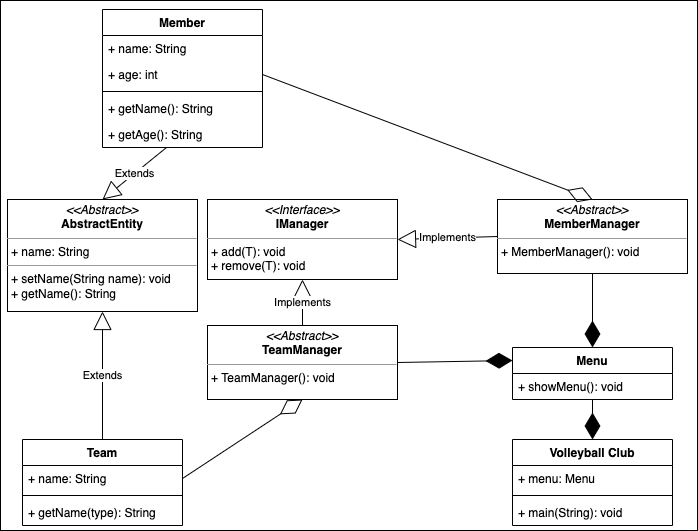 Member
+ name: String
+ age: int
+ getName(): String
+ getAge(): String
Extends
<<Abstract>>
AbstractEntity
+ name: String
+ setName(String name): void
+ getName(): String
<<Interface>>
IManager
+ add(T): void
+ remove(T): void
Implements
<<Abstract>>
MemberManager
+ MemberManager(): void
Implements
<<Abstract>>
TeamManager
+ TeamManager(): void
Menu
+ showMenu(): void
Extends
Team
+ name: String
+ getName(type): String
Volleyball Club
+ menu: Menu
+ main(String): void